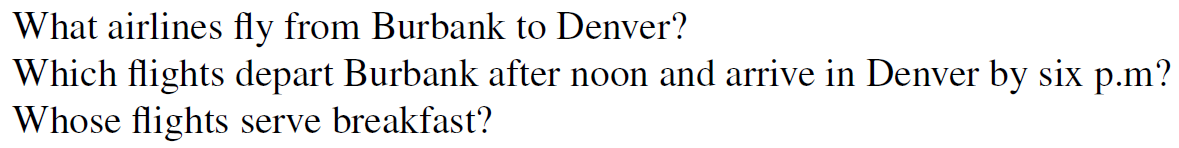 What airlines fly from Burbank to Denver?
Which flights depart Burbank after noon and arrive in Denver by six p.m?
Whose flights serve breakfast?